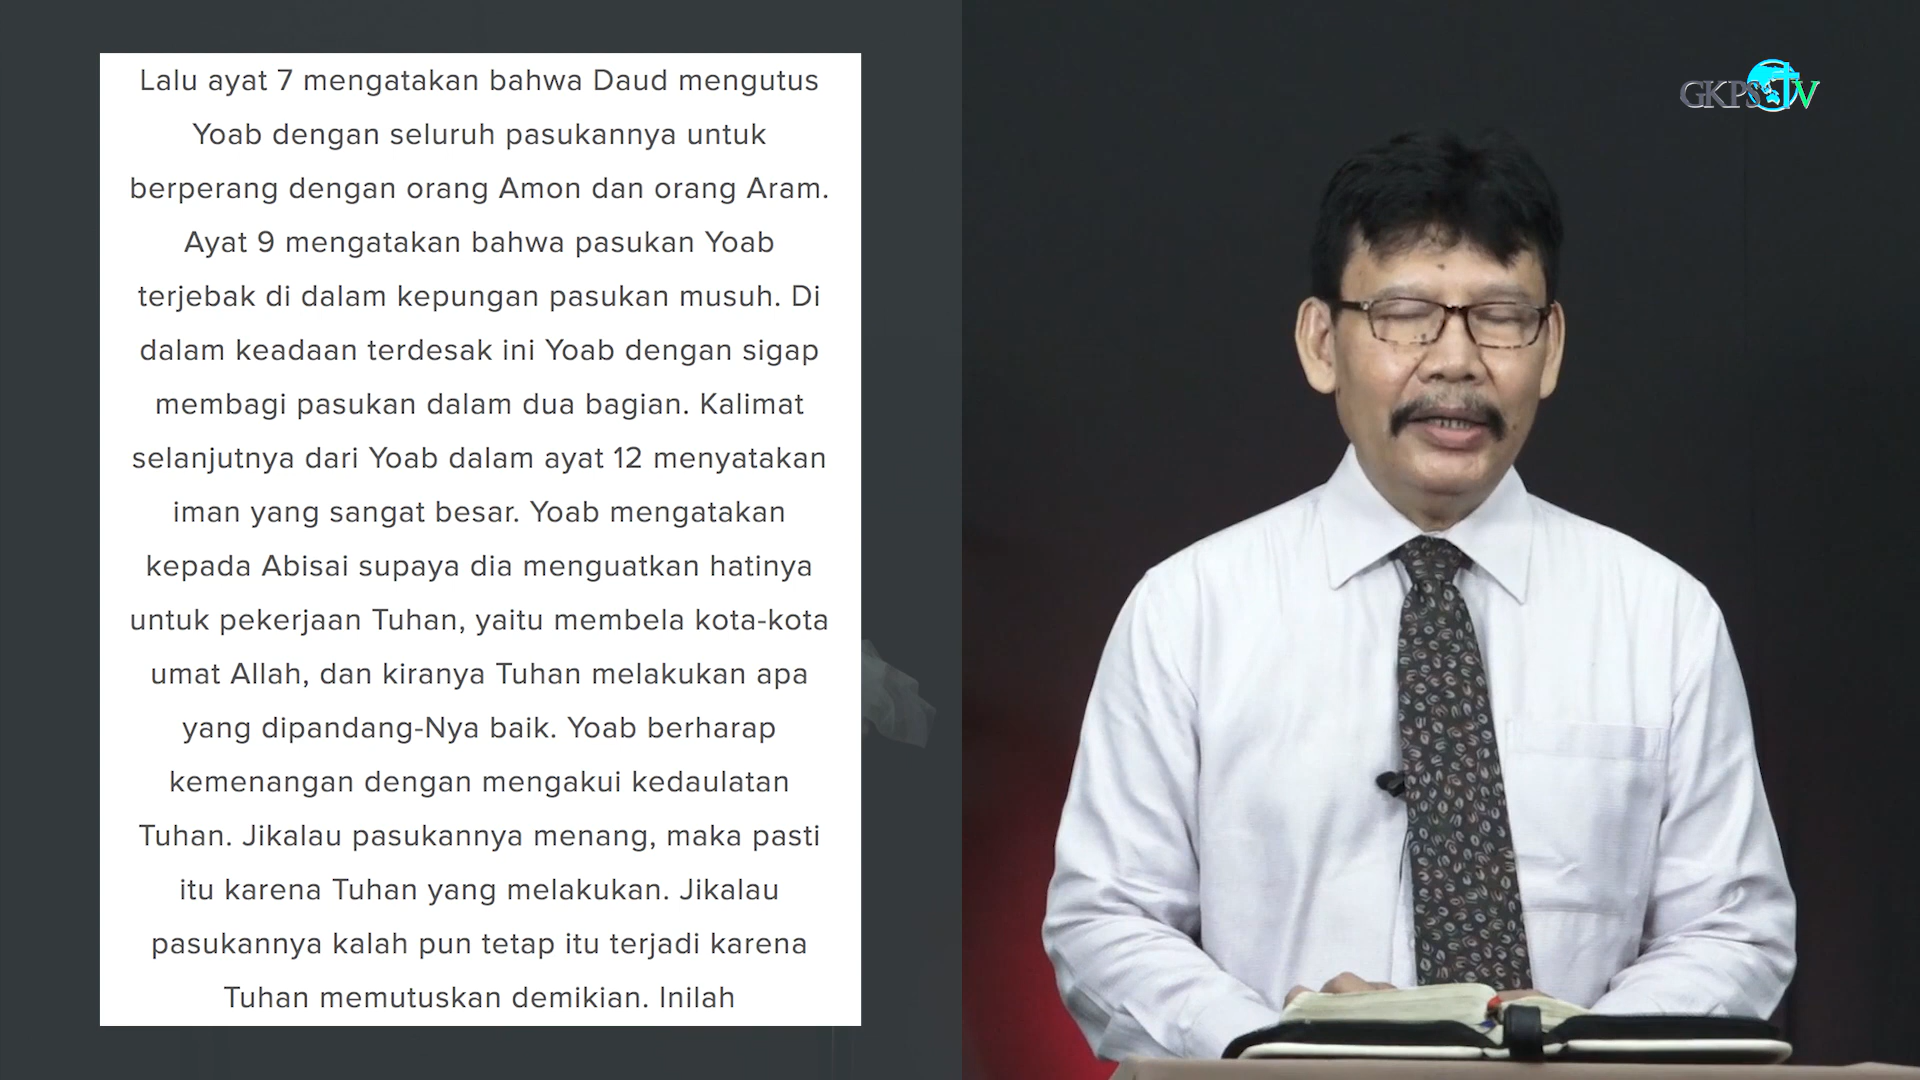 Lalu ayat 7 mengatakan bahwa Daud mengutus
Yoab dengan seluruh pasukannya untuk
berperang dengan orang Amon dan orang Aram.
Ayat 9 mengatakan bahwa pasukan Yoab
terjebak di dalam kepungan pasukan musuh. Di
dalam keadaan terdesak ini Yoab dengan sigap
membagi pasukan dalam dua bagian. Kalimat
selanjutnya dari Yoab dalam ayat 12 menyatakan
iman yang sangat besar. Yoab mengatakan
kepada Abisai supaya dia menguatkan hatinya
untuk pekerjaan Tuhan, yaitu membela kota-kota
umat Allah, dan kiranya Tuhan melakukan apa
yang dipandang-Nya baik. Yoab berharap
kemenangan dengan mengakui kedaulatan
Tuhan. Jikalau pasukannya menang, maka pasti
itu karena Tuhan yang melakukan. Jikalau
pasukannya kalah pun tetap itu terjadi karena
Tuhan memutuskan demikian. Inilah
GKPS TV